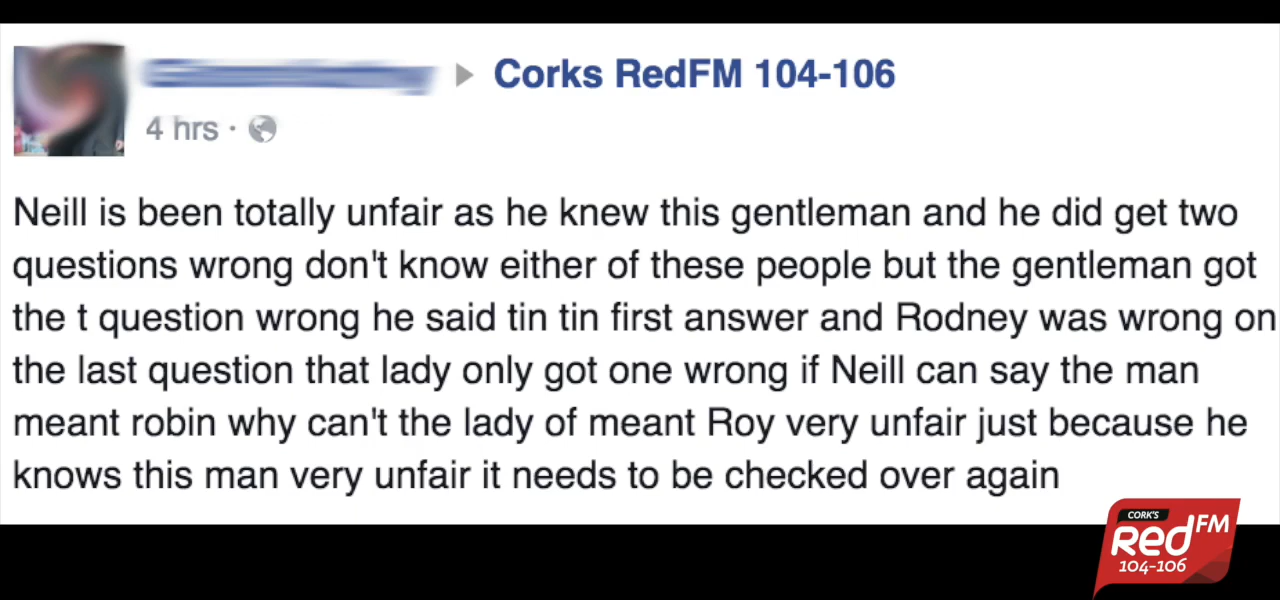 Corks RedFM 104-106
4 hrs ·
Neill is been totally unfair as he knew this gentleman and he did get two
questions wrong don't know either of these people but the gentleman got
the t question wrong he said tin tin first answer and Rodney was wrong on
the last question that lady only got one wrong if Neill can say the man
meant robin why can't the lady of meant Roy very unfair just because he
knows this man very unfair it needs to be checked over again
CORK'S
Red FM
104-106